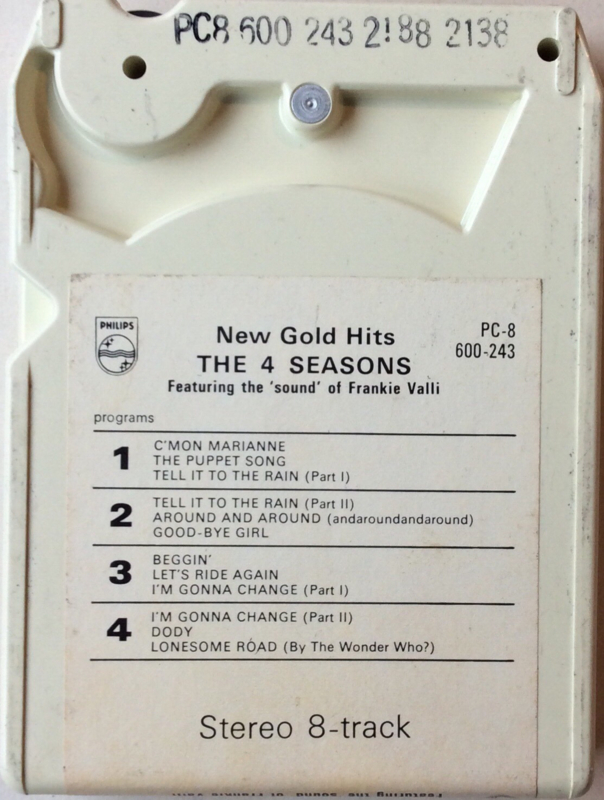 PC8 600 243 2188 2138
PHILIPS
New Gold Hits
THE 4 SEASONS
Featuring the 'sound' of Frankie Valli
PC-8
600-243
programs
1
C'MON MARIANNE
THE PUPPET SONG
TELL IT TO THE RAIN (Part I)
2
TELL IT TO THE RAIN (Part II)
AROUND AND AROUND (andaroundandaround)
GOOD-BYE GIRL
3
BEGGIN'
LET'S RIDE AGAIN
I'M GONNA CHANGE (Part I)
4
I'M GONNA CHANGE (Part II)
DODY
LONESOME ROAD (By The Wonder Who?)
Stereo 8-track